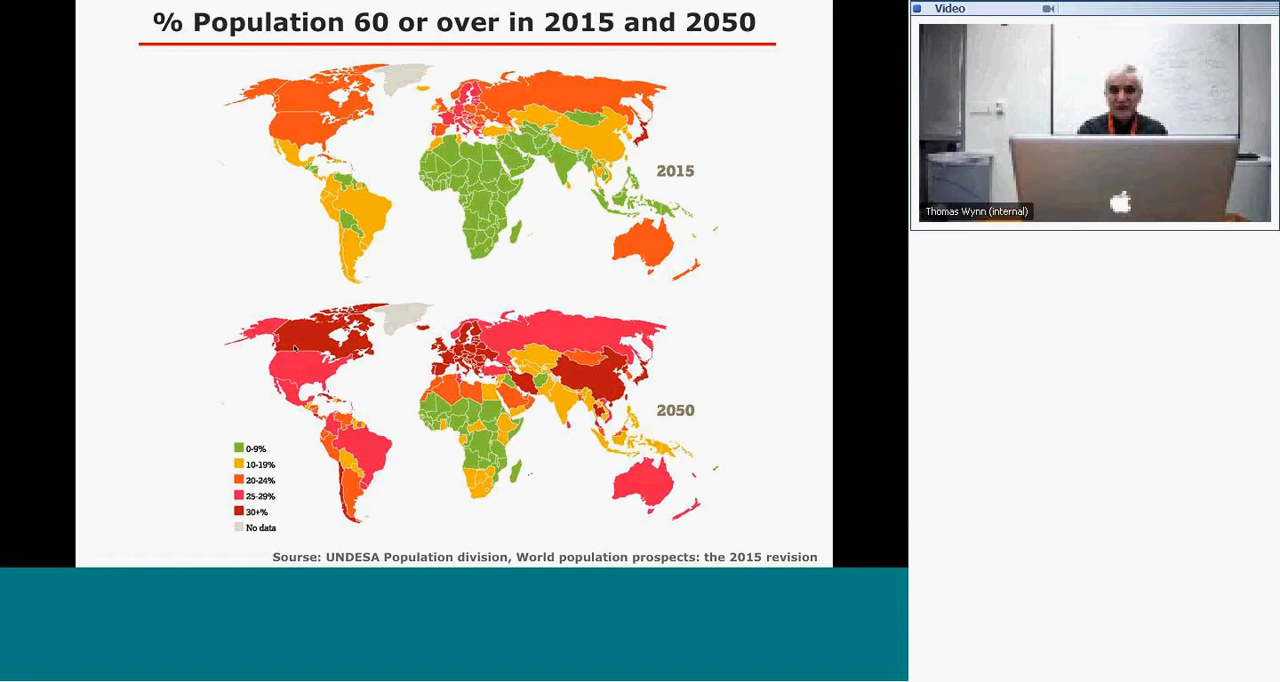 % Population 60 or over in 2015 and 2050
2015
2050
0-9%
10-19%
20-24%
25-29%
30+%
No data
Sourse: UNDESA Population division, World population prospects: the 2015 revision
Video
Thomas Wynn (internal)